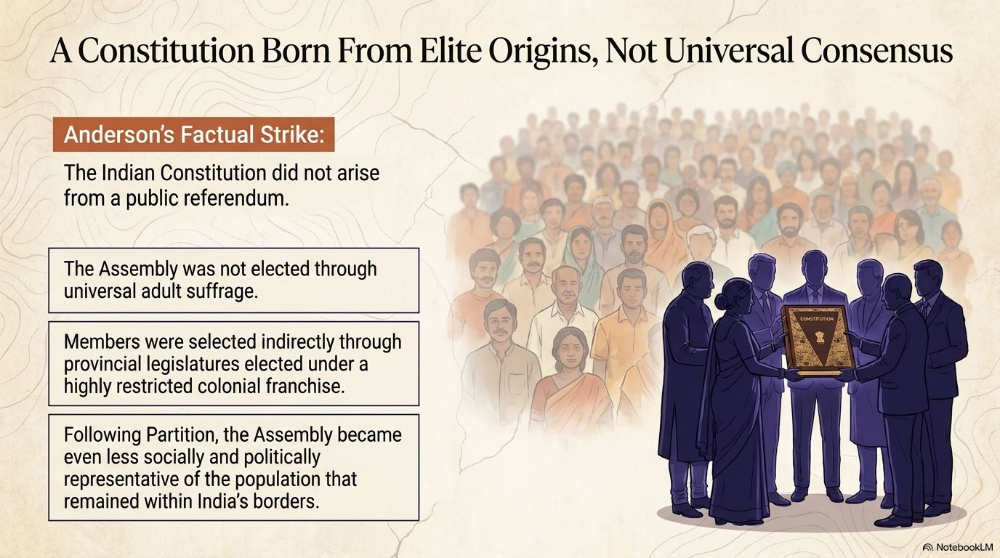 A Constitution Born From Elite Origins, Not Universal Consensus
Anderson's Factual Strike:
The Indian Constitution did not arise
from a public referendum.
The Assembly was not elected through
universal adult suffrage.
Members were selected indirectly through
provincial legislatures elected under a
highly restricted colonial franchise.
Following Partition, the Assembly became
even less socially and politically
representative of the population that
remained within India's borders.
CONSTITUTION
NotebookLM